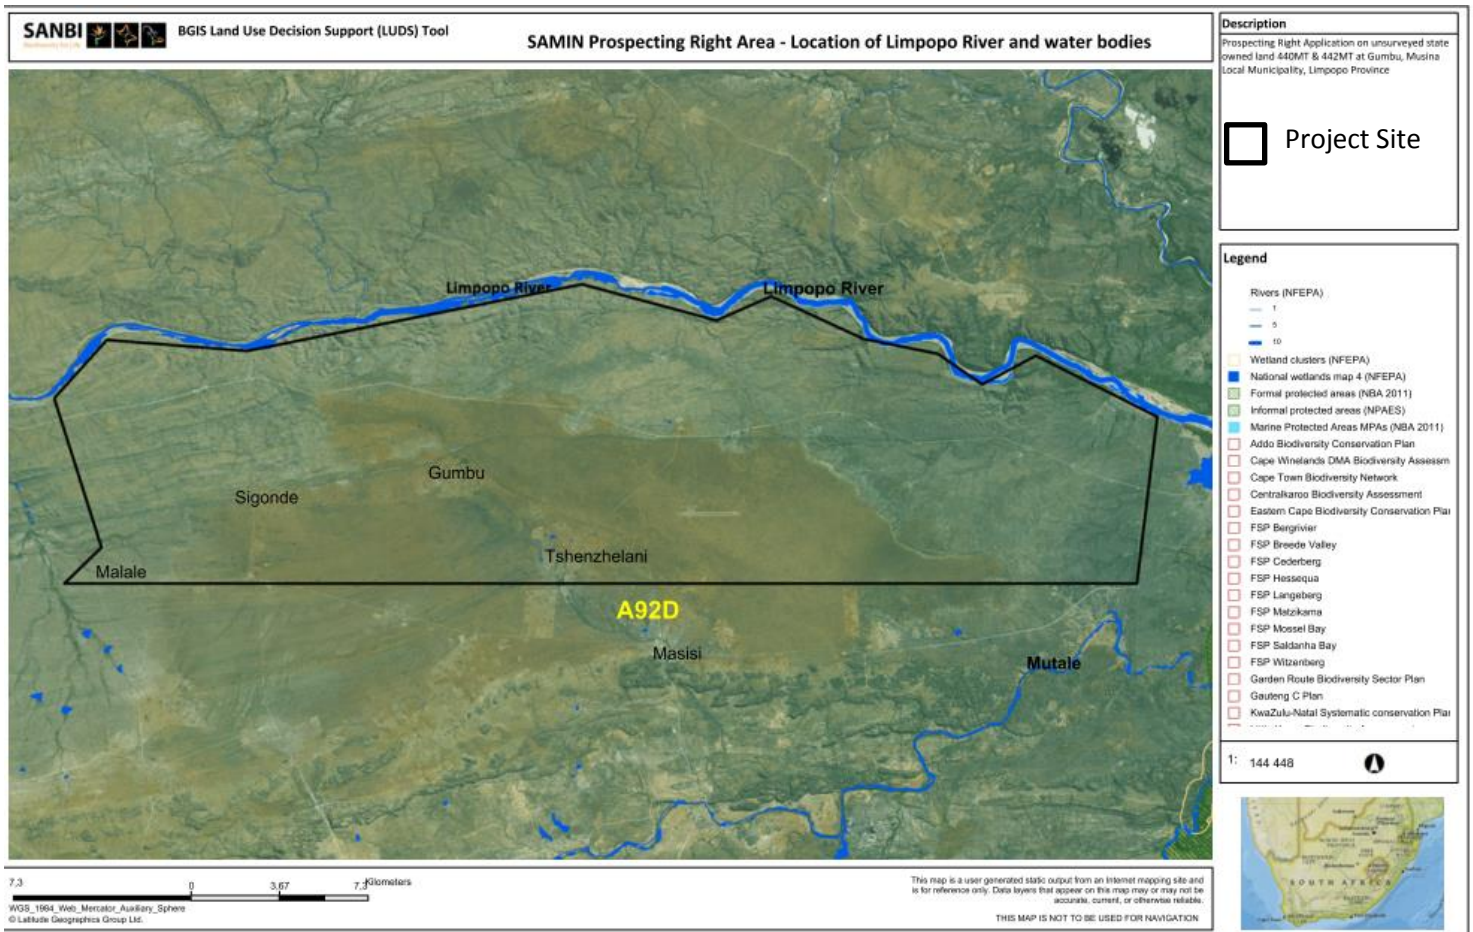 SANBI
Biodiversity for Life
BGIS Land Use Decision Support (LUDS) Tool
SAMIN Prospecting Right Area - Location of Limpopo River and water bodies
Description
Prospecting Right Application on unsurveyed state
owned land 440MT & 442MT at Gumbu, Musina
Local Municipality, Limpopo Province
Project Site
Limpopo River
Limpopo River
Gumbu
Sigonde
Tshenzhelani
Malale
A92D
Masisi
Mutale
Legend
Rivers (NFEPA)
1
5
10
Wetland clusters (NFEPA)
National wetlands map 4 (NFEPA)
Formal protected areas (NBA 2011)
Informal protected areas (NPAES)
Marine Protected Areas MPAs (NBA 2011)
Addo Biodiversity Conservation Plan
Cape Winelands DMA Biodiversity Assessm
Cape Town Biodiversity Network
Centralkaroo Biodiversity Assessment
Eastern Cape Biodiversity Conservation Plan
FSP Bergrivier
FSP Breede Valley
FSP Cederberg
FSP Hessequa
FSP Langeberg
FSP Matzikama
FSP Mossel Bay
FSP Saldanha Bay
FSP Witzenberg
Garden Route Biodiversity Sector Plan
Gauteng C Plan
KwaZulu-Natal Systematic conservation Plan
1: 144 448
SOUTH AFRICA
7,3 0 3,67 7,3 Kilometers
WGS_1984_Web_Mercator_Auxiliary_Sphere
© Latitude Geographics Group Ltd.
This map is a user generated static output from an Internet mapping site and
is for reference only. Data layers that appear on this map may or may not be
accurate, current, or otherwise reliable.
THIS MAP IS NOT TO BE USED FOR NAVIGATION